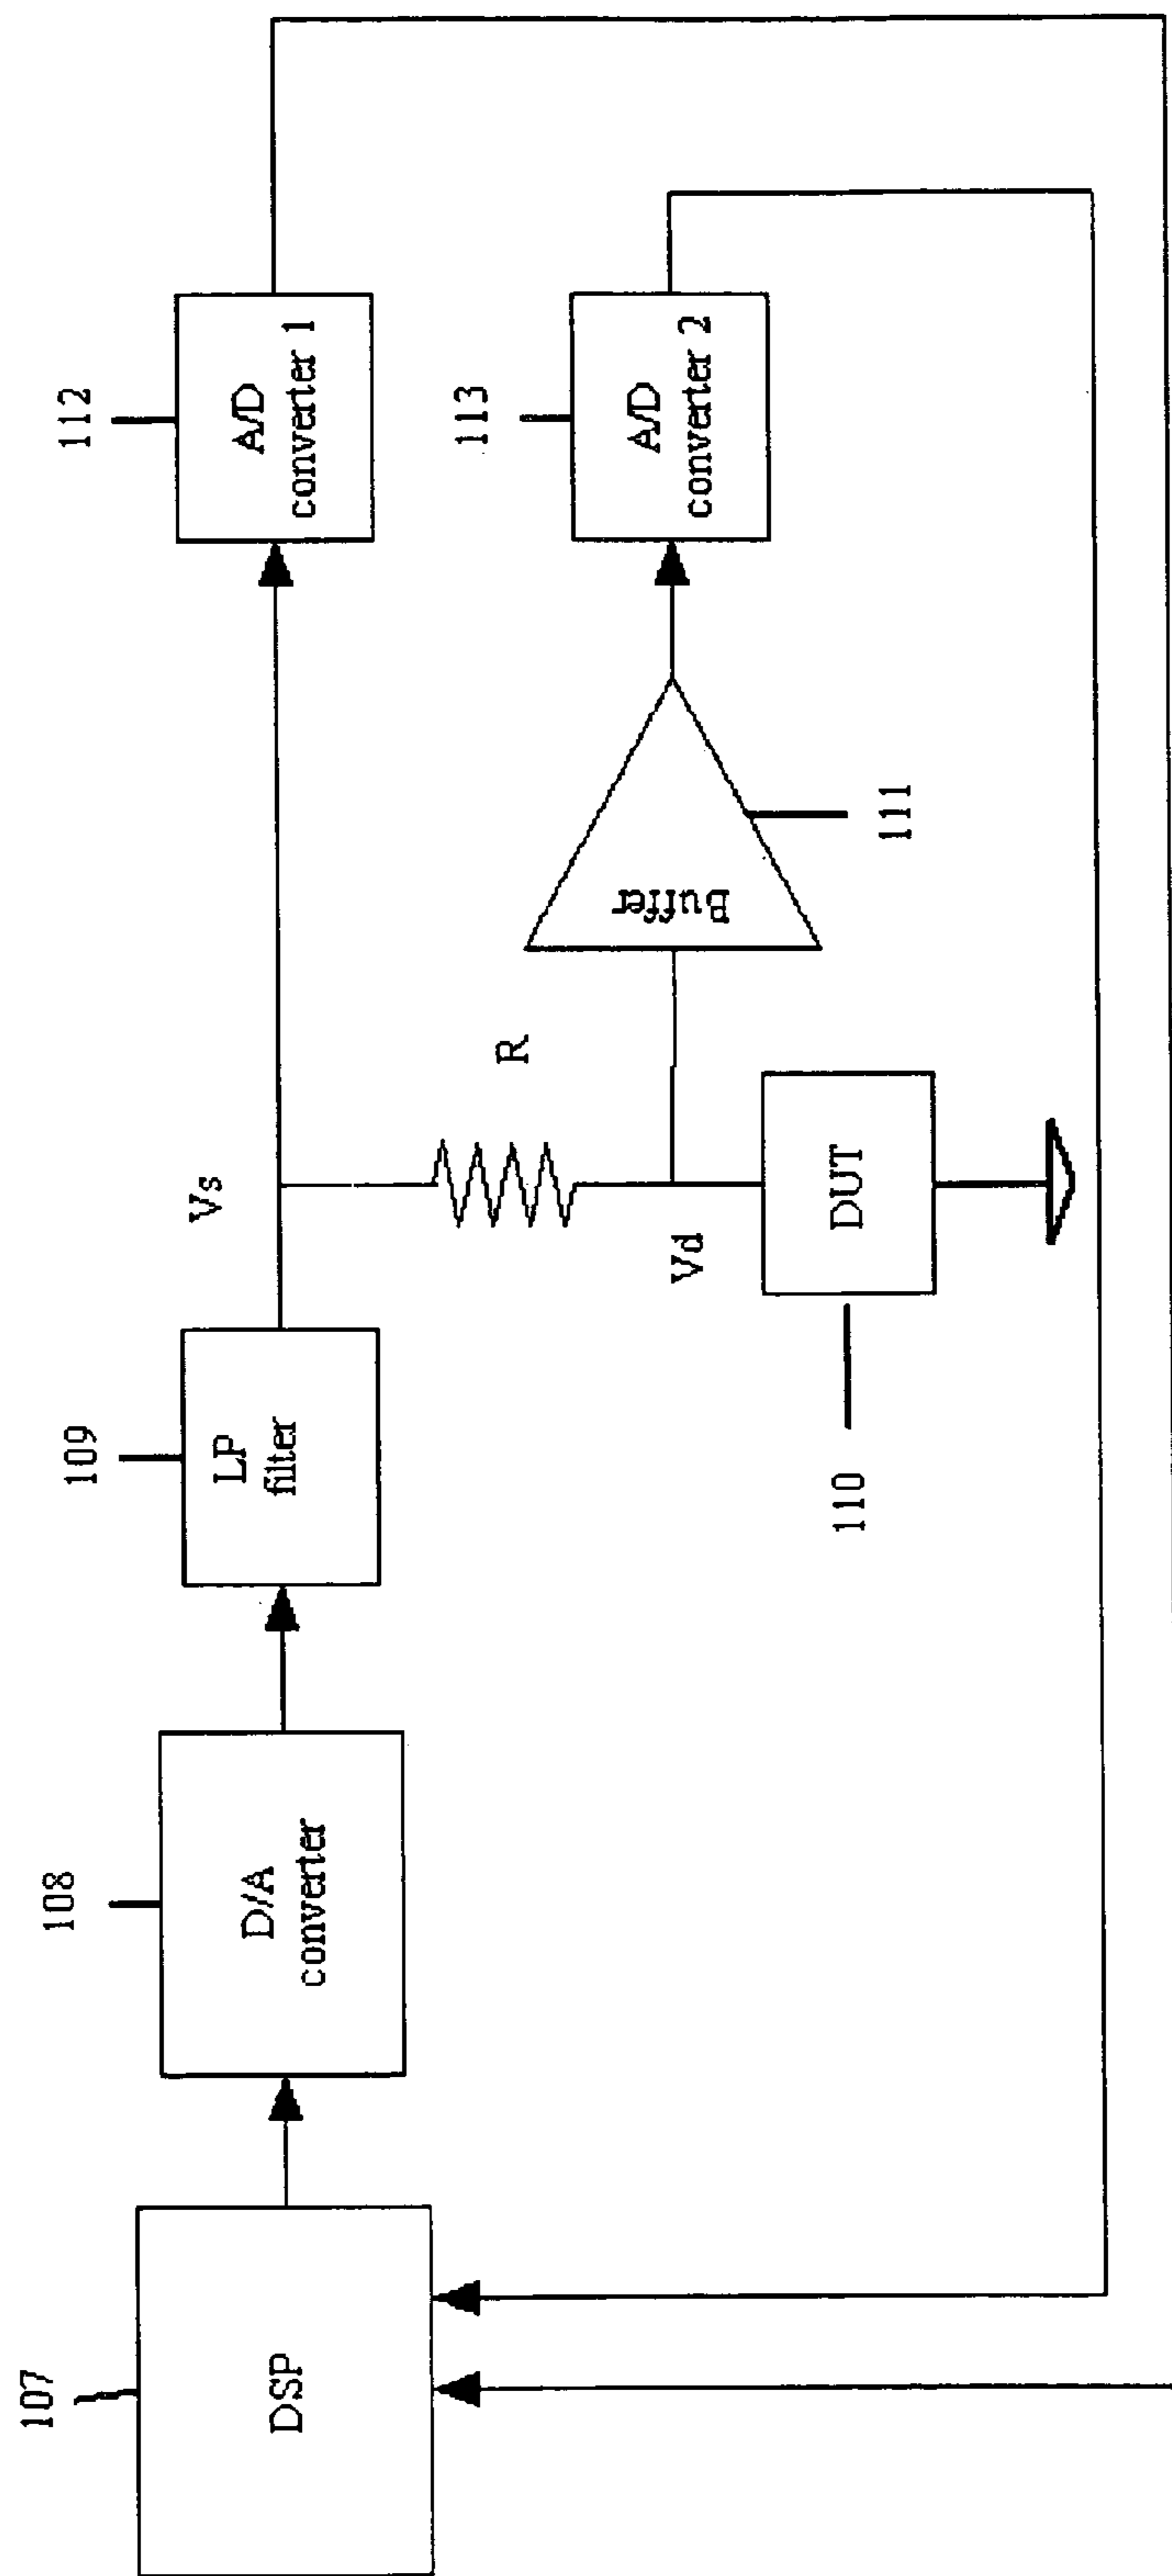 107
DSP
108
D/A
converter
109
LP
filter
Vs
R
Vd
110
DUT
Buffer
111
112
A/D
converter 1
113
A/D
converter 2